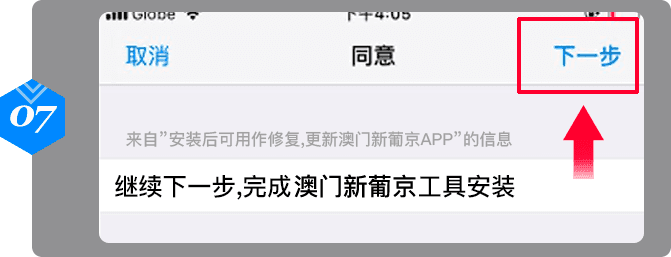 Globe 下午4:05
取消 同意 下一步
07
来自”安装后可用作修复,更新澳门新葡京APP”的信息
继续下一步,完成澳门新葡京工具安装